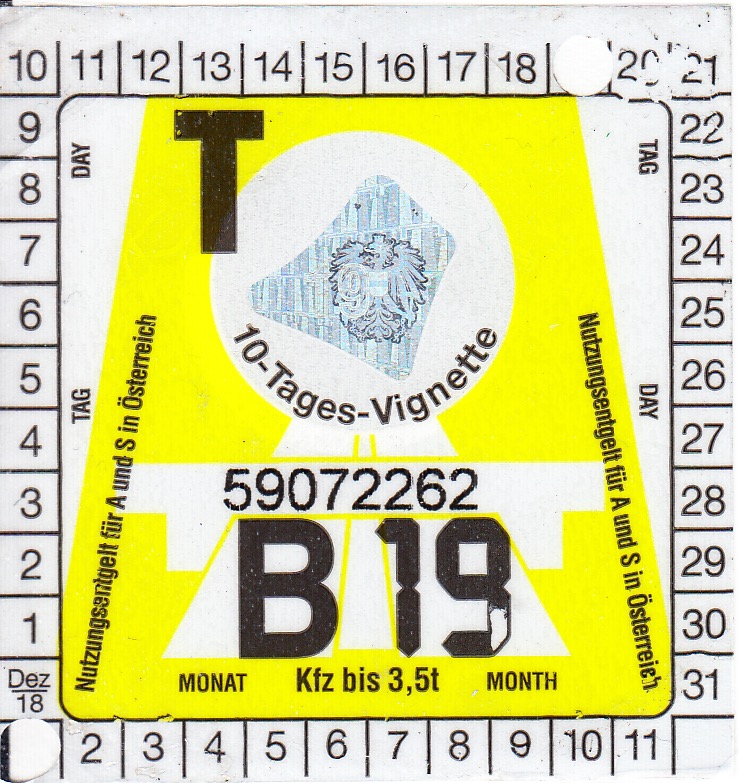 10 11 12 13 14 15 16 17 18 20 21
9 22
DAY T TAG
8 23
7 24
19
6 25
10-Tages-Vignette
5 26
TAG DAY
4 27
Nutzungsentgelt für A und S in Österreich
Nutzungsentgelt für A und S in Österreich
59072262
3 28
B 19
2 29
1 30
MONAT Kfz bis 3,5t MONTH
Dez 31
18
2 3 4 5 6 7 8 9 10 11